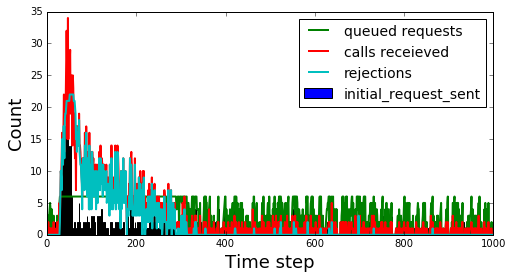 35
30
25
20
15
10
5
0
Count
queued requests
calls receieved
rejections
initial_request_sent
0 200 400 600 800 1000
Time step